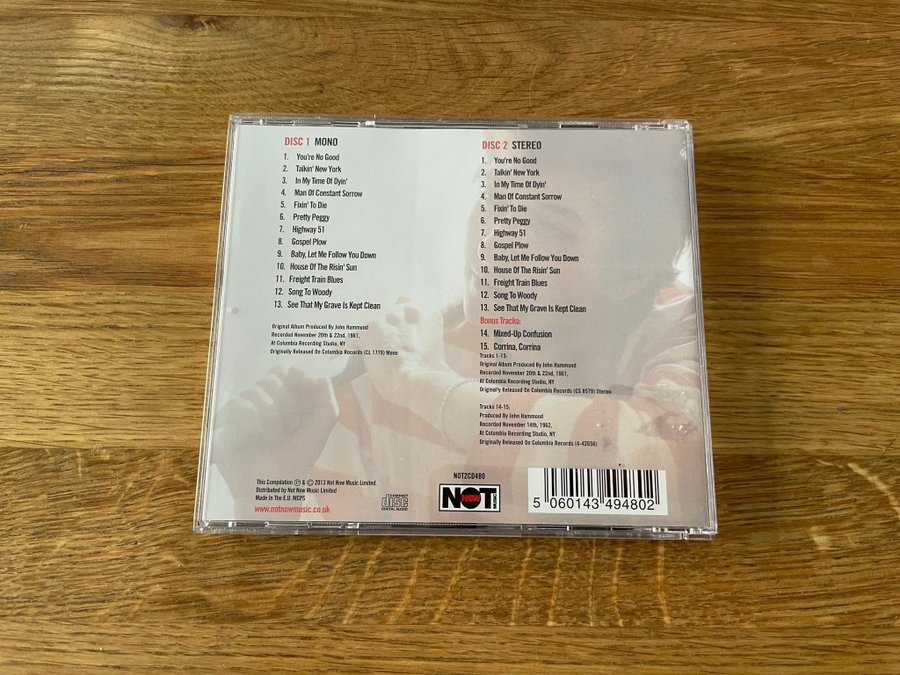 DISC 1 MONO
1. You're No Good
2. Talkin' New York
3. In My Time Of Dyin'
4. Man Of Constant Sorrow
5. Fixin' To Die
6. Pretty Peggy
7. Highway 51
8. Gospel Plow
9. Baby, Let Me Follow You Down
10. House Of The Risin' Sun
11. Freight Train Blues
12. Song To Woody
13. See That My Grave Is Kept Clean
Original Album Produced By John Hammond
Recorded November 20th & 22nd, 1961,
At Columbia Recording Studio, NY
Originally Released On Columbia Records (CL 1779) Mono
DISC 2 STEREO
1. You're No Good
2. Talkin' New York
3. In My Time Of Dyin'
4. Man Of Constant Sorrow
5. Fixin' To Die
6. Pretty Peggy
7. Highway 51
8. Gospel Plow
9. Baby, Let Me Follow You Down
10. House Of The Risin' Sun
11. Freight Train Blues
12. Song To Woody
13. See That My Grave Is Kept Clean
Bonus Tracks:
14. Mixed-Up Confusion
15. Corrina, Corrina
Tracks 1-13:
Original Album Produced By John Hammond
Recorded November 20th & 22nd, 1961,
At Columbia Recording Studio, NY
Originally Released On Columbia Records (CS 8579) Stereo
Tracks 14-15:
Produced By John Hammond
Recorded November 14th, 1962,
At Columbia Recording Studio, NY
Originally Released On Columbia Records (4-42656)
This Compilation ℗ & © 2013 Not Now Music Limited.
Distributed by Not Now Music Limited
Made In The E.U. MCPS
www.notnowmusic.co.uk
COMPACT
disc
DIGITAL AUDIO
NOT2CD480
NOT NOW MUSIC
5 060143 494802